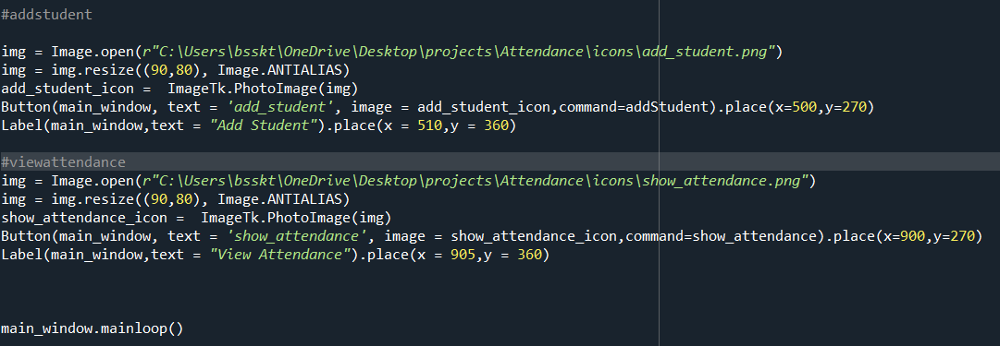 #addstudent
img = Image.open(r"C:\Users\bsskt\OneDrive\Desktop\projects\Attendance\icons\add_student.png")
img = img.resize((90,80), Image.ANTIALIAS)
add_student_icon =  ImageTk.PhotoImage(img)
Button(main_window, text = 'add_student', image = add_student_icon,command=addStudent).place(x=500,y=270)
Label(main_window,text = "Add Student").place(x = 510,y = 360)
#viewattendance
img = Image.open(r"C:\Users\bsskt\OneDrive\Desktop\projects\Attendance\icons\show_attendance.png")
img = img.resize((90,80), Image.ANTIALIAS)
show_attendance_icon =  ImageTk.PhotoImage(img)
Button(main_window, text = 'show_attendance', image = show_attendance_icon,command=show_attendance).place(x=900,y=270)
Label(main_window,text = "View Attendance").place(x = 905,y = 360)
main_window.mainloop()